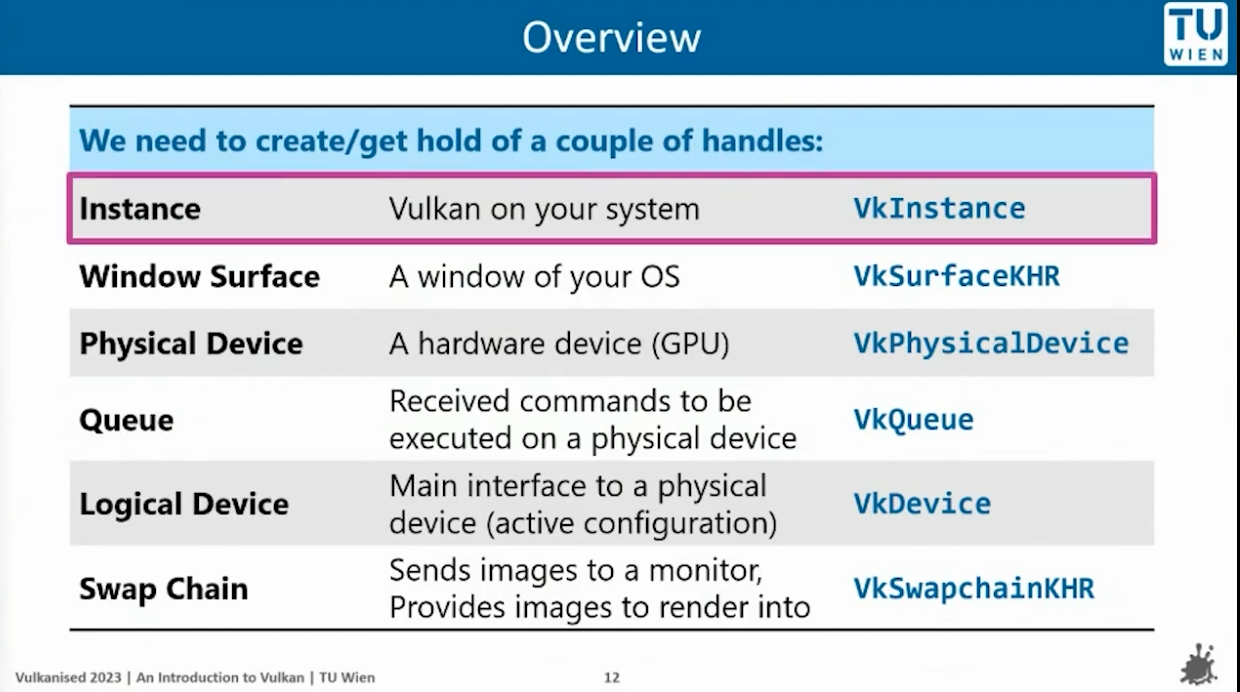 Overview
TU
WIEN
We need to create/get hold of a couple of handles:
Instance Vulkan on your system VkInstance
Window Surface A window of your OS VkSurfaceKHR
Physical Device A hardware device (GPU) VkPhysicalDevice
Queue Received commands to be executed on a physical device VkQueue
Logical Device Main interface to a physical device (active configuration) VkDevice
Swap Chain Sends images to a monitor, Provides images to render into VkSwapchainKHR
Vulkanised 2023 | An Introduction to Vulkan | TU Wien 12